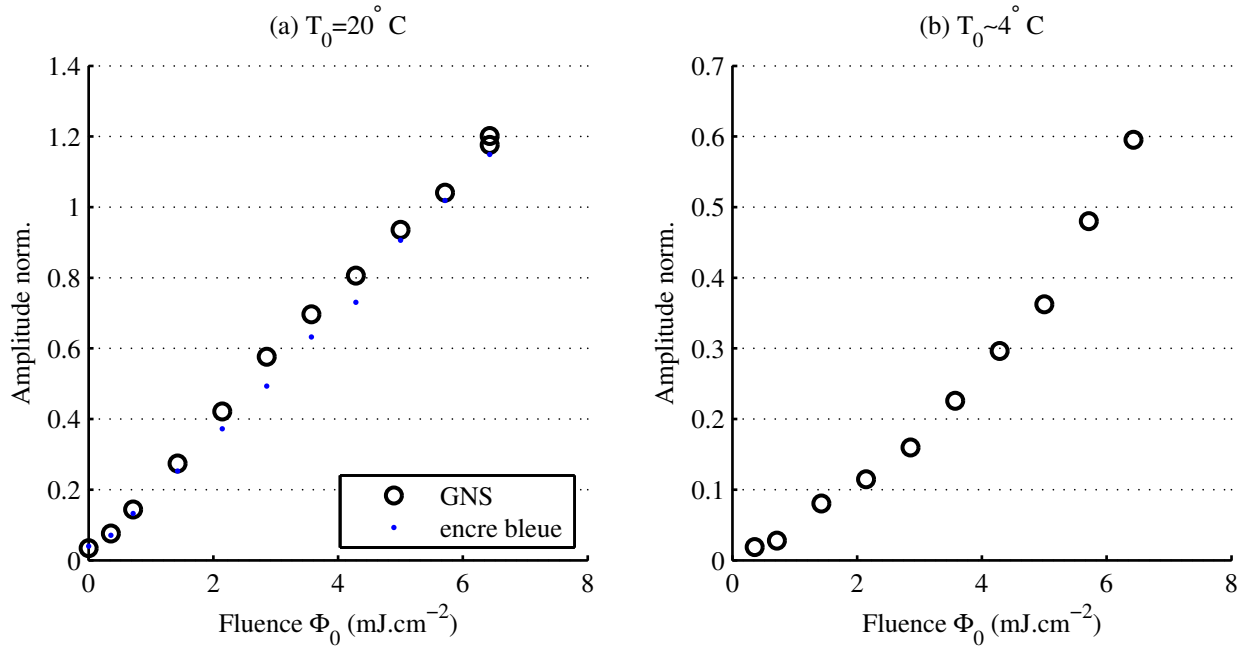 (a) T₀=20° C
1.4
1.2
1
0.8
0.6
0.4
0.2
0
Amplitude norm.
GNS
encre bleue
0 2 4 6 8
Fluence Φ₀ (mJ.cm⁻²)
(b) T₀~4° C
0.7
0.6
0.5
0.4
0.3
0.2
0.1
0
Amplitude norm.
0 2 4 6 8
Fluence Φ₀ (mJ.cm⁻²)